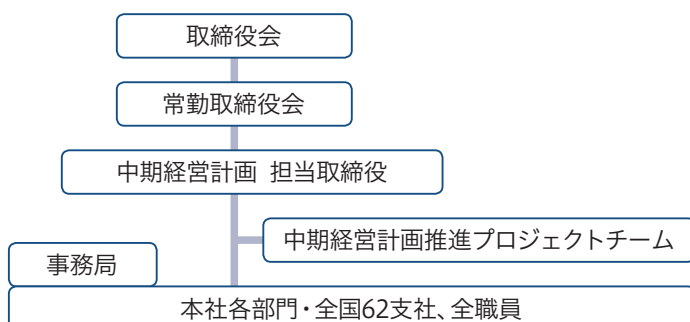 取締役会
常勤取締役会
中期経営計画 担当取締役
中期経営計画推進プロジェクトチーム
事務局
本社各部門・全国62支社、全職員